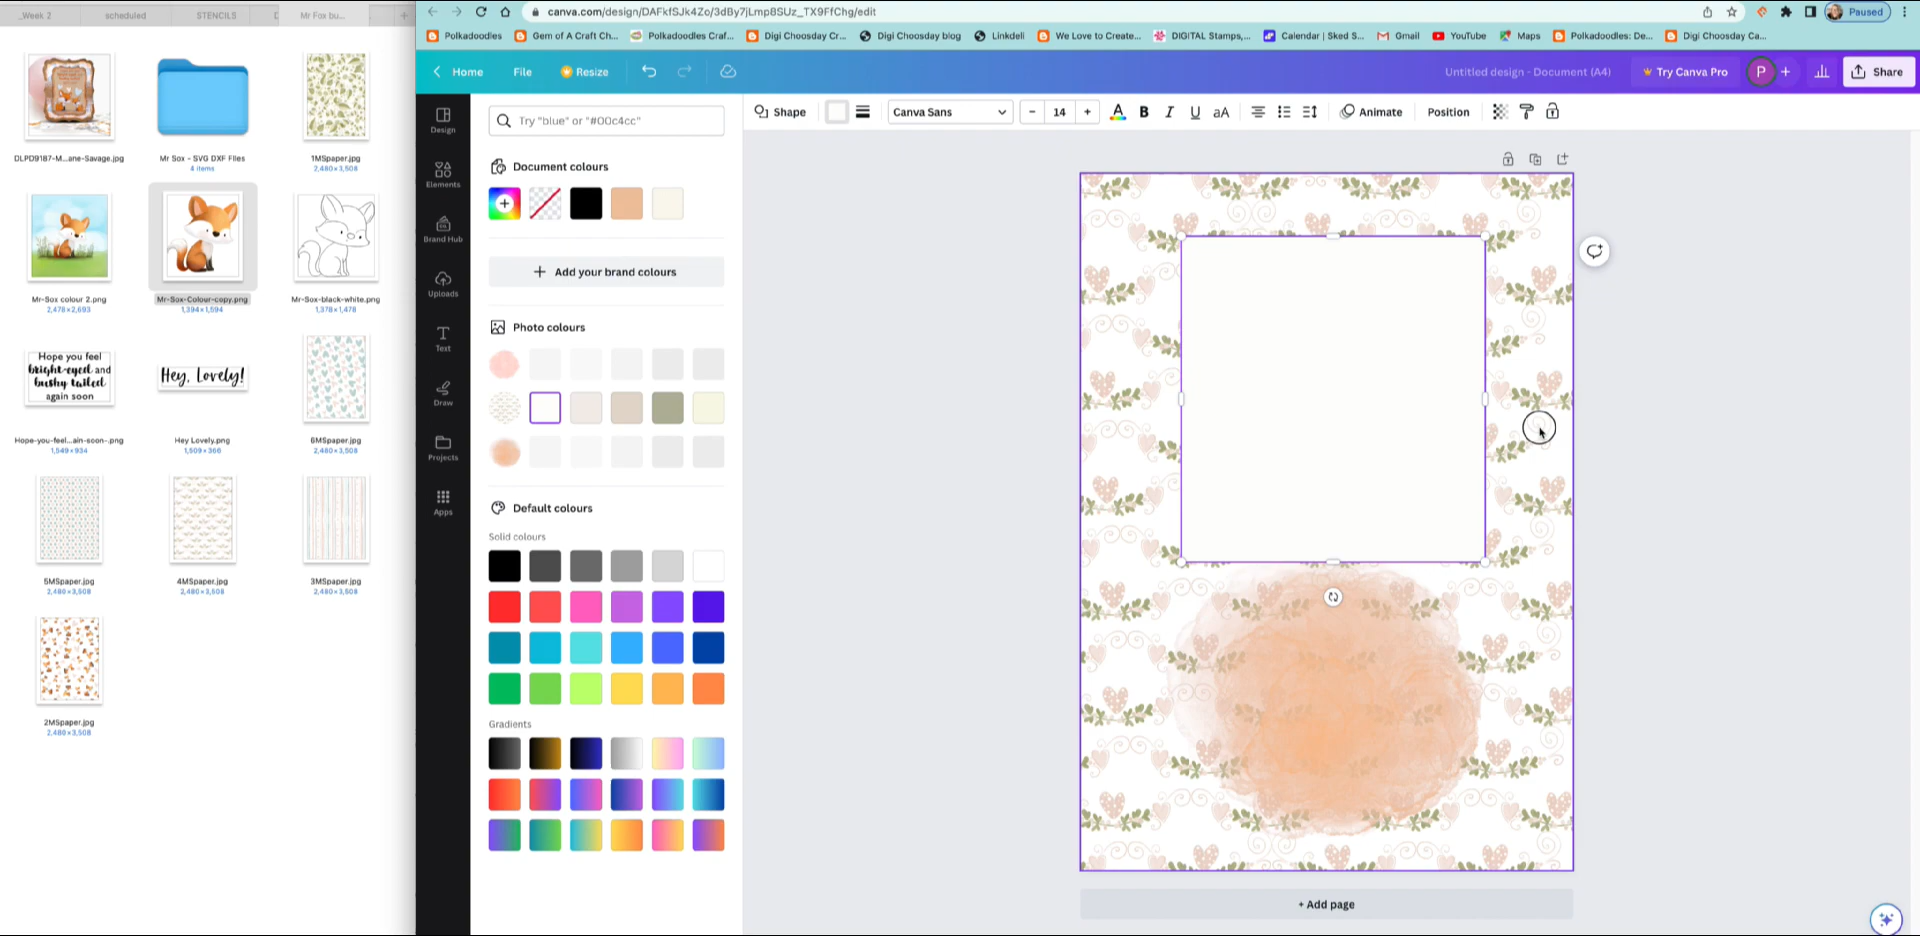 _Week 2
scheduled
STENCILS
Mr Fox bu...
DLPD9187-M...ane-Savage.jpg
Mr Sox - SVG DXF Files
4 items
1MSpaper.jpg
2,480×3,508
Mr-Sox colour 2.png
2,478×2,693
Mr-Sox-Colour-copy.png
1,394×1,594
Mr-Sox-black-white.png
1,378×1,478
Hope you feel
bright-eyed and
bushy tailed
again soon
Hey, Lovely!
Hope-you-feel...ain-soon-.png
1,549×934
Hey Lovely.png
1,509×366
6MSpaper.jpg
2,480×3,508
5MSpaper.jpg
2,480×3,508
4MSpaper.jpg
2,480×3,508
3MSpaper.jpg
2,480×3,508
2MSpaper.jpg
2,480×3,508
canva.com/design/DAFkfSJk4Zo/3dBy7jLmp8SUz_TX9FfChg/edit
Paused
Polkadoodles
Gem of A Craft Ch...
Polkadoodles Craf...
Digi Choosday Cr...
Digi Choosday blog
Linkdeli
We Love to Create...
DIGITAL Stamps,...
Calendar | Sked S...
Gmail
YouTube
Maps
Polkadoodles: De...
Digi Choosday Ca...
Home
File
Resize
Untitled design - Document (A4)
Try Canva Pro
P
Share
Design
Elements
Brand Hub
Uploads
Text
Draw
Projects
Apps
Try "blue" or "#00c4cc"
Document colours
Add your brand colours
Photo colours
Default colours
Solid colours
Gradients
Shape
Canva Sans
14
A
B
I
U
aA
Animate
Position
+ Add page